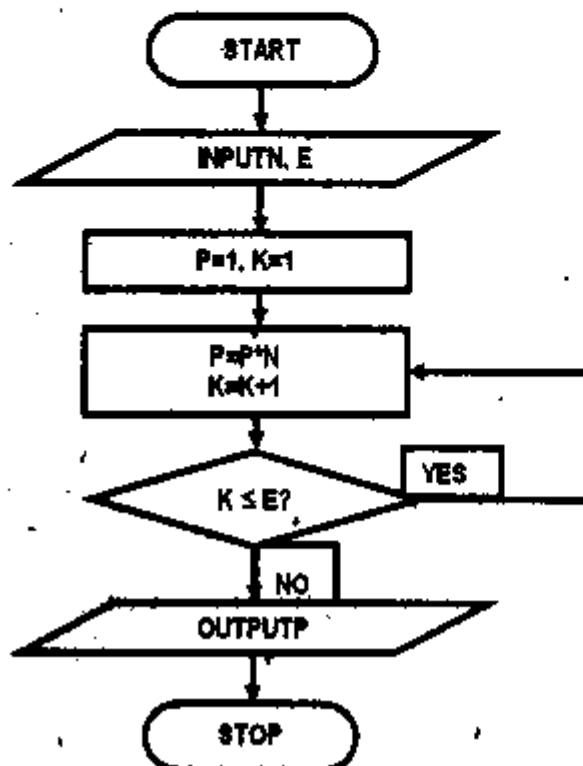 START
INPUTN, E
P=1, K=1
P=P*N
K=K+1
YES
K ≤ E?
NO
OUTPUTP
STOP